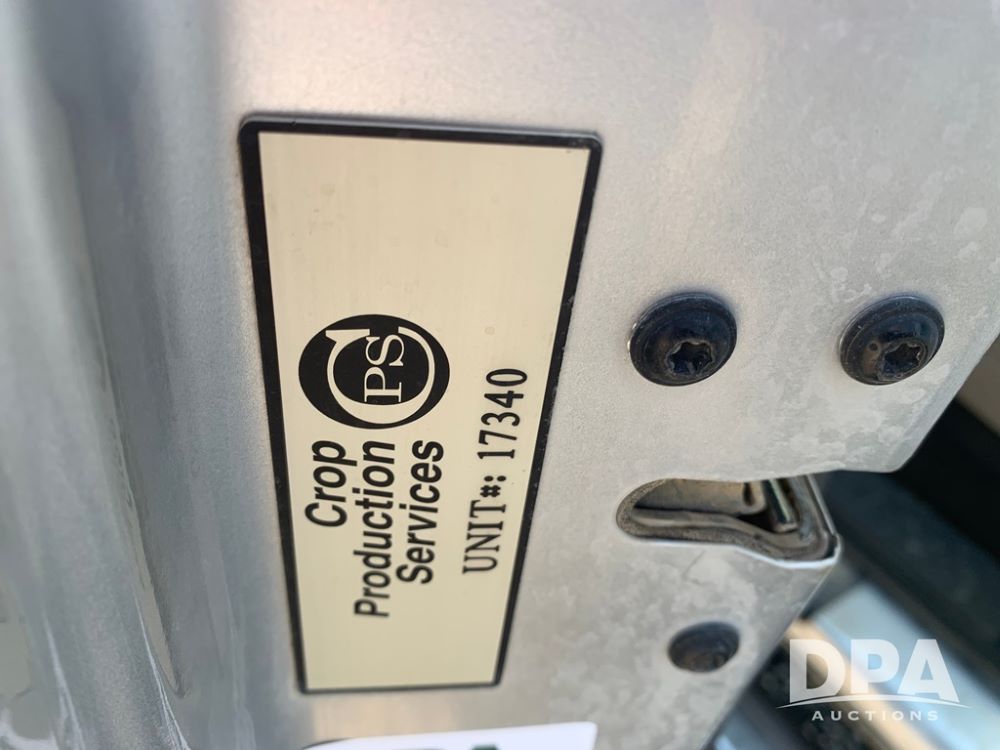 CPS
Crop
Production
Services
UNIT#: 17340
DPA
AUCTIONS